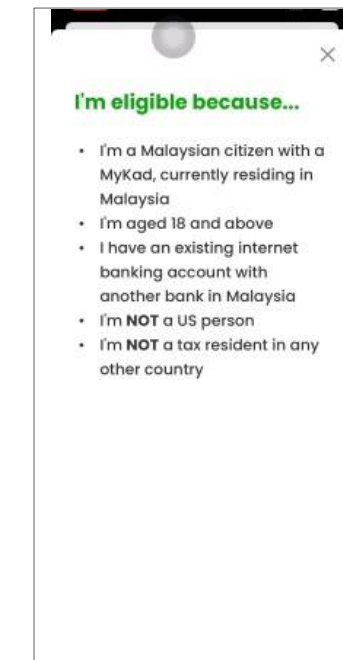 I'm eligible because...
• I'm a Malaysian citizen with a
MyKad, currently residing in
Malaysia
• I'm aged 18 and above
• I have an existing internet
banking account with
another bank in Malaysia
• I'm NOT a US person
• I'm NOT a tax resident in any
other country